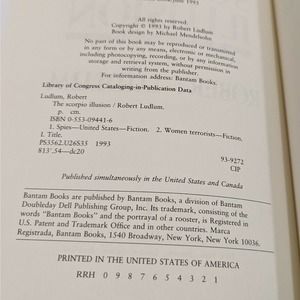 1993
All rights reserved.
Copyright © 1993 by Robert Ludlum
Book design by Michael Mendelsohn
No part of this book may be reproduced or transmitted
in any form or by any means, electronic or mechanical,
including photocopying, recording, or by any information
storage and retrieval system, without permission in
writing from the publisher.
For information address: Bantam Books.
Library of Congress Cataloging-in-Publication Data
Ludlum, Robert
The scorpio illusion / Robert Ludlum.
p. cm.
ISBN 0-553-09441-6
1. Spies—United States—Fiction. 2. Women terrorists—Fiction.
I. Title.
PS3562.U26S35 1993
813'.54—dc20 93-9272
CIP
Published simultaneously in the United States and Canada
Bantam Books are published by Bantam Books, a division of Bantam
Doubleday Dell Publishing Group, Inc. Its trademark, consisting of the
words "Bantam Books" and the portrayal of a rooster, is Registered in
U.S. Patent and Trademark Office and in other countries. Marca
Registrada, Bantam Books, 1540 Broadway, New York, New York 10036.
PRINTED IN THE UNITED STATES OF AMERICA
RRH 0 9 8 7 6 5 4 3 2 1